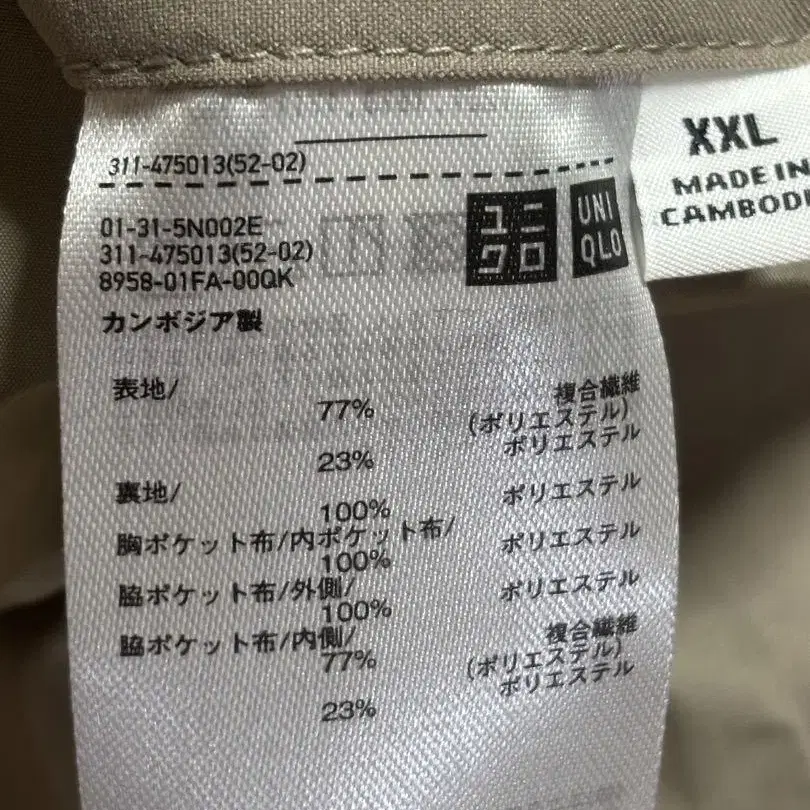 311-475013(52-02)
01-31-5N002E
311-475013(52-02)
8958-01FA-00QK
ユニ
クロ
UNI
QLO
XXL
MADE IN
カンボジア製
表地/
77% 複合繊維
(ポリエステル)
23% ポリエステル
裏地/
100% ポリエステル
胸ポケット布/内ポケット布/
100% ポリエステル
脇ポケット布/外側/
100% ポリエステル
脇ポケット布/内側/
77% 複合繊維
(ポリエステル)
23% ポリエステル